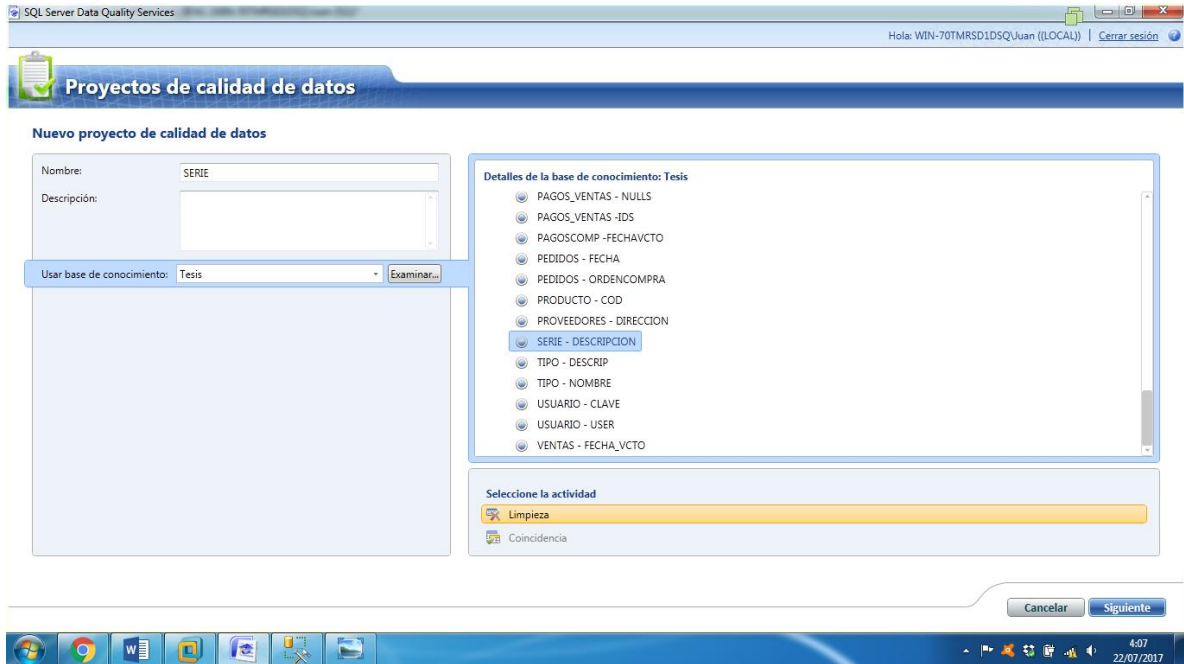 SQL Server Data Quality Services
Hola: WIN-70TMRSD1DSQ\Juan ((LOCAL)) | Cerrar sesión
Proyectos de calidad de datos
Nuevo proyecto de calidad de datos
Nombre: SERIE
Descripción:
Usar base de conocimiento: Tesis Examinar...
Detalles de la base de conocimiento: Tesis
PAGOS_VENTAS - NULLS
PAGOS_VENTAS -IDS
PAGOSCOMP -FECHAVCTO
PEDIDOS - FECHA
PEDIDOS - ORDENCOMPRA
PRODUCTO - COD
PROVEEDORES - DIRECCION
SERIE - DESCRIPCION
TIPO - DESCRIP
TIPO - NOMBRE
USUARIO - CLAVE
USUARIO - USER
VENTAS - FECHA_VCTO
Seleccione la actividad
Limpieza
Coincidencia
Cancelar Siguiente
4:07
22/07/2017